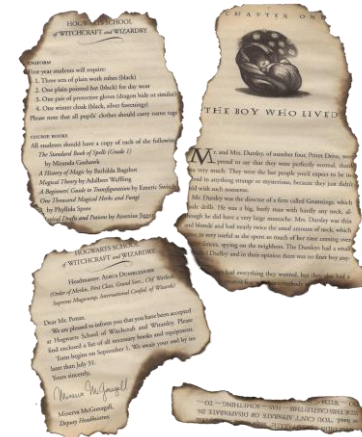 HOGWARTS SCHOOL
of WITCHCRAFT and WIZARDRY
UNIFORM
year students will require:
1. Three sets of plain work robes (black)
2. One plain pointed hat (black) for day wear
3. One pair of protective gloves (dragon hide or similar)
4. One winter cloak (black, silver fastenings)
Please note that all pupils' clothes should carry name tags
COURSE BOOKS
All students should have a copy of each of the following:
The Standard Book of Spells (Grade 1)
by Miranda Goshawk
A History of Magic by Bathilda Bagshot
Magical Theory by Adalbert Waffling
A Beginners' Guide to Transfiguration by Emeric
One Thousand Magical Herbs and Fungi
by Phyllida Spore
Drafts and Potions by Arsenius
CHAPTER ONE
THE BOY WHO LIVED
Mr. and Mrs. Dursley, of number four, Privet Drive, were
proud to say that they were perfectly normal, thank
you very much. They were the last people you'd expect to be
in anything strange or mysterious, because they just didn't
hold with such nonsense.
Mr. Dursley was the director of a firm called Grunnings, which
made drills. He was a big, beefy man with hardly any neck,
although he did have a very large mustache. Mrs. Dursley was thin
and blonde and had nearly twice the usual amount of neck, which
came in very useful as she spent so much of her time craning over
fences, spying on the neighbors. The Dursleys had a small
called Dudley and in their opinion there was no finer boy
had everything they wanted, but they also had a
HOGWARTS SCHOOL
of WITCHCRAFT and WIZARDRY
HEADMASTER: ALBUS DUMBLEDORE
(Order of Merlin, First Class, Grand Sorc., Chf. Warlock,
Supreme Mugwump, International Confed. of Wizards)
Dear Mr. Potter,
We are pleased to inform you that you have been accepted
at Hogwarts School of Witchcraft and Wizardry. Please
find enclosed a list of all necessary books and equipment.
Term begins on September 1. We await your owl by no
later than July 31.
Yours sincerely,
Minerva McGonagall
Minerva McGonagall,
Deputy Headmistress
YOU CAN'T APPARATE OR DISAPPARATE IN